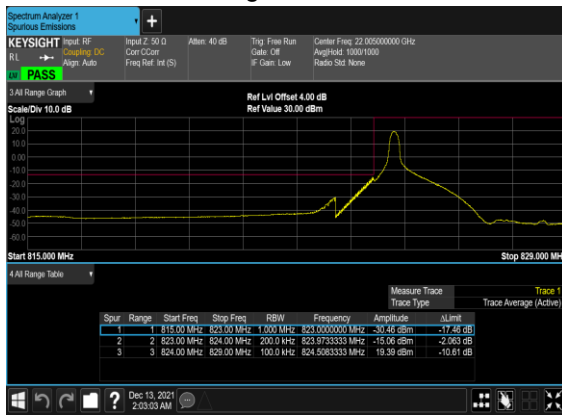 Spectrum Analyzer 1
Spurious Emissions
KEYSIGHT Input: RF Input Z: 50 Ω Atten: 40 dB Trig: Free Run Center Freq: 22.005000000 GHz
RL Coupling: DC Corr CCorr Gate: Off Avg|Hold: 1000/1000
Align: Auto Freq Ref: Int (S) IF Gain: Low Radio Std: None
PASS
3 All Range Graph
Ref Lvl Offset 4.00 dB
Scale/Div 10.0 dB Ref Value 30.00 dBm
Log
20.0
10.0
0.00
-10.0
-20.0
-30.0
-40.0
-50.0
-60.0
Start 815.000 MHz Stop 829.000 MH
4 All Range Table
Measure Trace Trace 1
Trace Type Trace Average (Active)
Spur Range Start Freq Stop Freq RBW Frequency Amplitude ΔLimit
1 1 815.00 MHz 823.00 MHz 1.000 MHz 823.0000000 MHz -30.46 dBm -17.46 dB
2 2 823.00 MHz 824.00 MHz 200.0 kHz 823.9733333 MHz -15.06 dBm -2.063 dB
3 3 824.00 MHz 829.00 MHz 100.0 kHz 824.5083333 MHz 19.39 dBm -10.61 dB
? Dec 13, 2021
2:03:03 AM